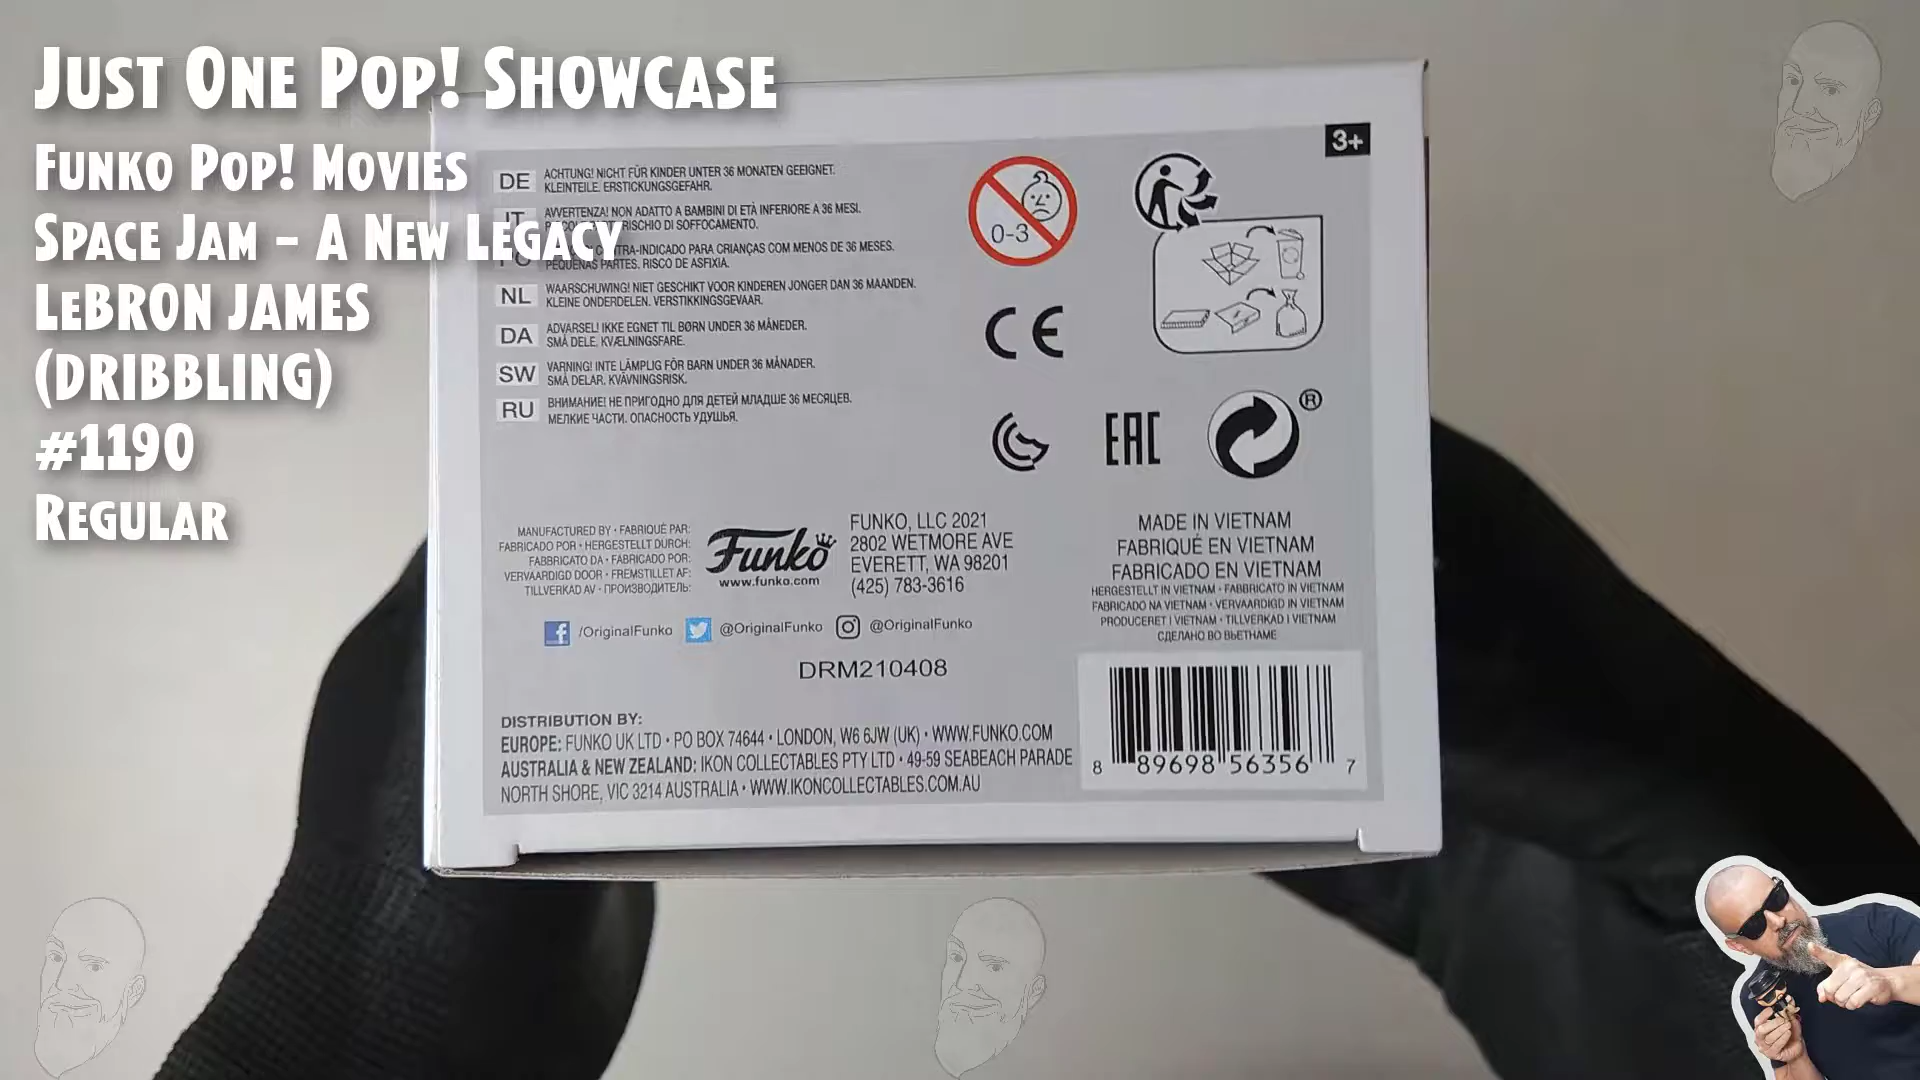 JUST ONE POP! SHOWCASE
FUNKO POP! MOVIES
SPACE JAM – A NEW LEGACY
LEBRON JAMES
(DRIBBLING)
#1190
REGULAR
3+
DE ACHTUNG! NICHT FÜR KINDER UNTER 36 MONATEN GEEIGNET.
KLEINTEILE. ERSTICKUNGSGEFAHR.
IT AVVERTENZA! NON ADATTO A BAMBINI DI ETÀ INFERIORE A 36 MESI.
RISCHIO DI SOFFOCAMENTO.
PARA CRIANÇAS COM MENOS DE 36 MESES.
PEQUENAS PARTES. RISCO DE ASFIXIA.
NL WAARSCHUWING! NIET GESCHIKT VOOR KINDEREN JONGER DAN 36 MAANDEN.
KLEINE ONDERDELEN. VERSTIKKINGSGEVAAR.
DA ADVARSEL! IKKE EGNET TIL BØRN UNDER 36 MÅNEDER.
SMÅ DELE. KVÆLNINGSFARE.
SW VARNING! INTE LÄMPLIG FÖR BARN UNDER 36 MÅNADER.
SMÅ DELAR. KVÄVNINGSRISK.
RU ВНИМАНИЕ! НЕ ПРИГОДНО ДЛЯ ДЕТЕЙ МЛАДШЕ 36 МЕСЯЦЕВ.
МЕЛКИЕ ЧАСТИ. ОПАСНОСТЬ УДУШЬЯ.
0-3
CE
EAC
®
MANUFACTURED BY • FABRIQUÉ PAR:
FABRICADO POR • HERGESTELLT DURCH:
FABBRICATO DA • FABRICADO POR:
VERVAARDIGD DOOR • FREMSTILLET AF:
TILLVERKAD AV • ПРОИЗВОДИТЕЛЬ:
Funko
www.funko.com
FUNKO, LLC 2021
2802 WETMORE AVE
EVERETT, WA 98201
(425) 783-3616
MADE IN VIETNAM
FABRIQUÉ EN VIETNAM
FABRICADO EN VIETNAM
HERGESTELLT IN VIETNAM • FABBRICATO IN VIETNAM
FABRICADO NA VIETNAM • VERVAARDIGD IN VIETNAM
PRODUCERET I VIETNAM • TILLVERKAD I VIETNAM
СДЕЛАНО ВО ВЬЕТНАМЕ
/OriginalFunko @OriginalFunko @OriginalFunko
DRM210408
DISTRIBUTION BY:
EUROPE: FUNKO UK LTD • PO BOX 74644 • LONDON, W6 6JW (UK) • WWW.FUNKO.COM
AUSTRALIA & NEW ZEALAND: IKON COLLECTABLES PTY LTD • 49-59 SEABEACH PARADE
NORTH SHORE, VIC 3214 AUSTRALIA • WWW.IKONCOLLECTABLES.COM.AU
8 89698 56356 7